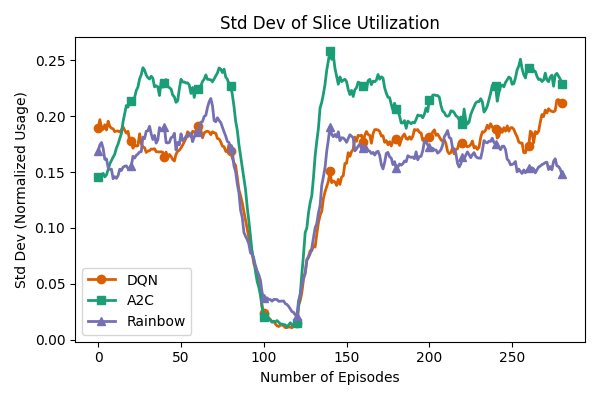 Std Dev of Slice Utilization
Std Dev (Normalized Usage)
0.25
0.20
0.15
0.10
0.05
0.00
DQN
A2C
Rainbow
0 50 100 150 200 250
Number of Episodes